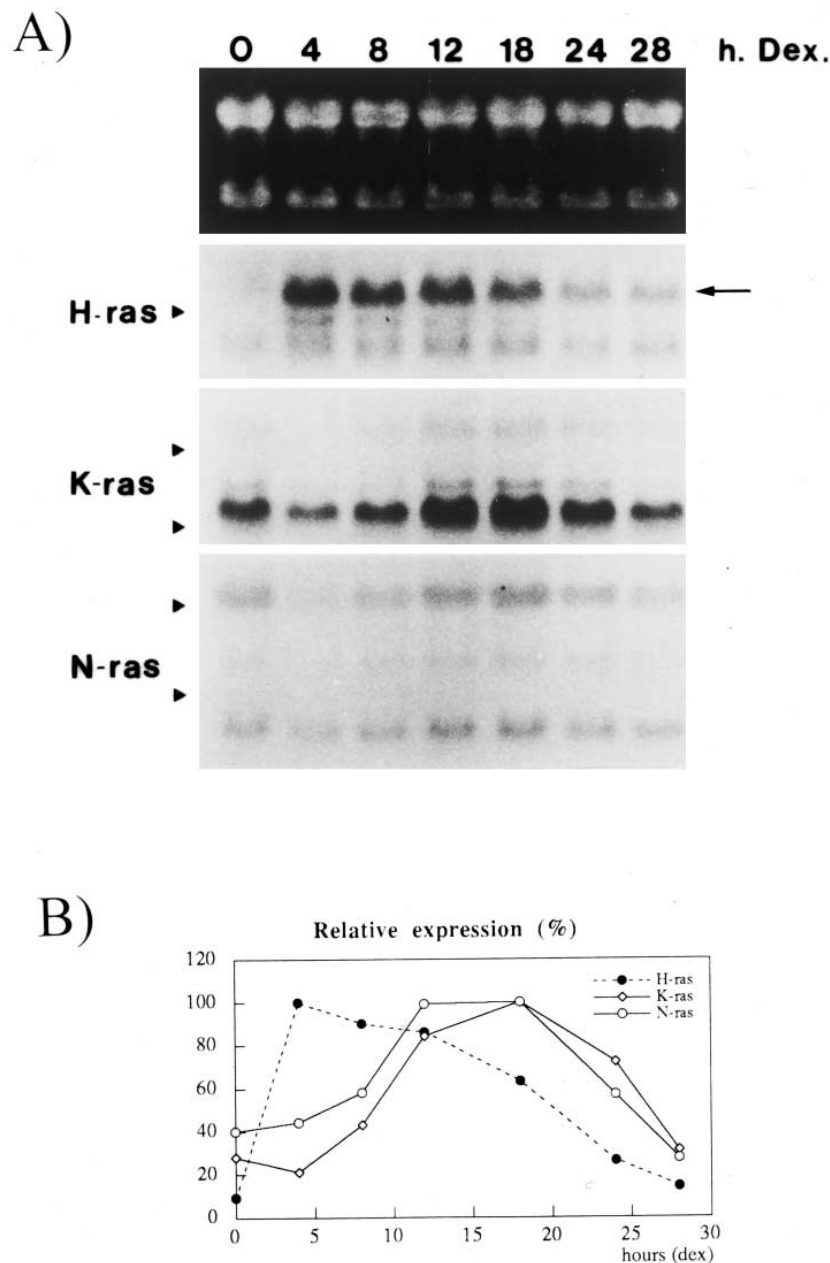 A)
0 4 8 12 18 24 28 h. Dex.
H-ras
K-ras
N-ras
B)
Relative expression (%)
120
100
80
60
40
20
0
H-ras
K-ras
N-ras
0 5 10 15 20 25 30
hours (dex)